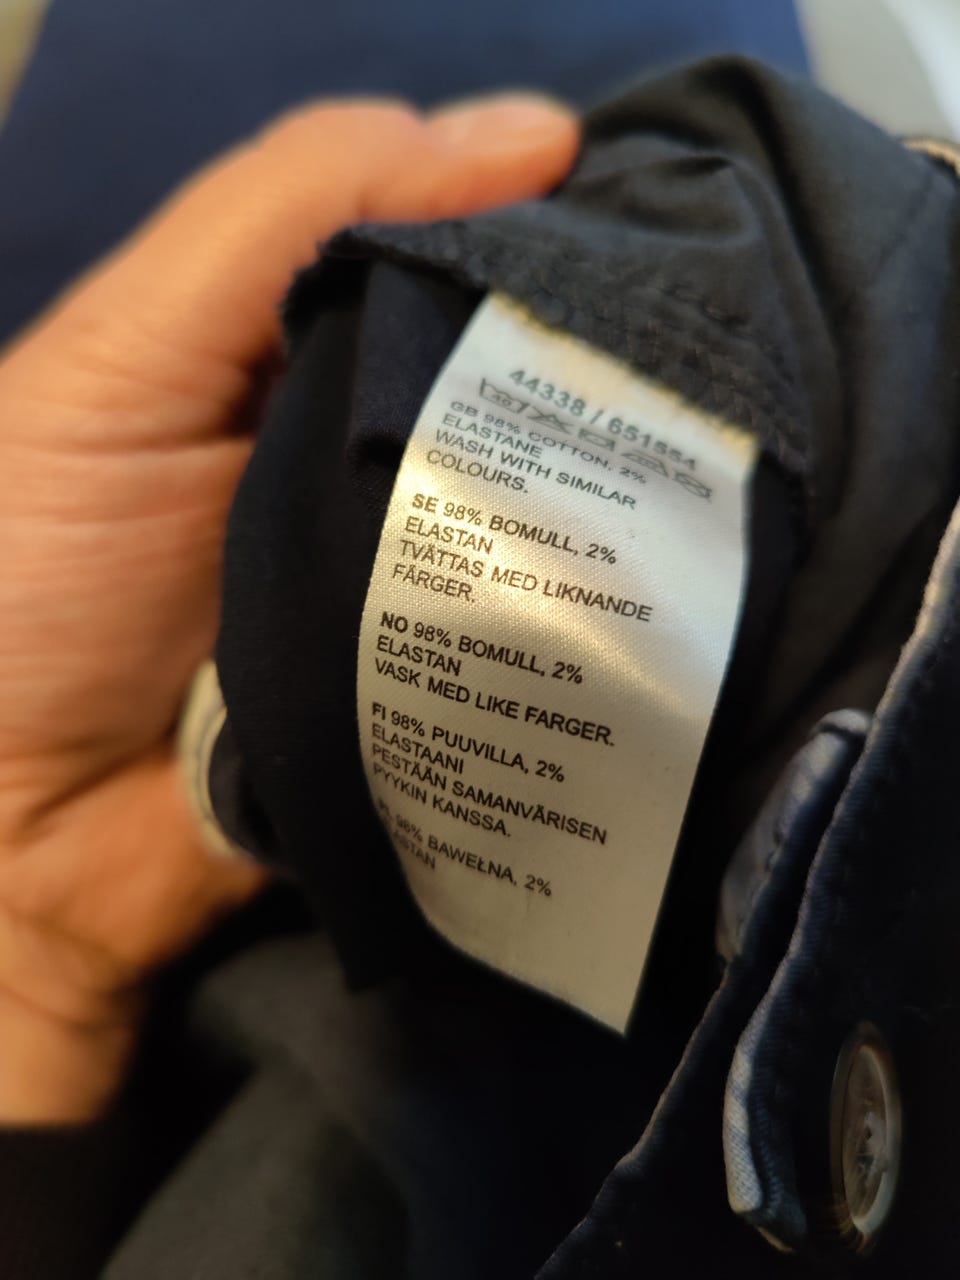 44338 / 651554
40
GB 98% COTTON, 2%
ELASTANE
WASH WITH SIMILAR
COLOURS.
SE 98% BOMULL, 2%
ELASTAN
TVÄTTAS MED LIKNANDE
FÄRGER.
NO 98% BOMULL, 2%
ELASTAN
VASK MED LIKE FARGER.
FI 98% PUUVILLA, 2%
ELASTAANI
PESTÄÄN SAMANVÄRISEN
PYYKIN KANSSA.
PL 98% BAWEŁNA, 2%
ELASTAN